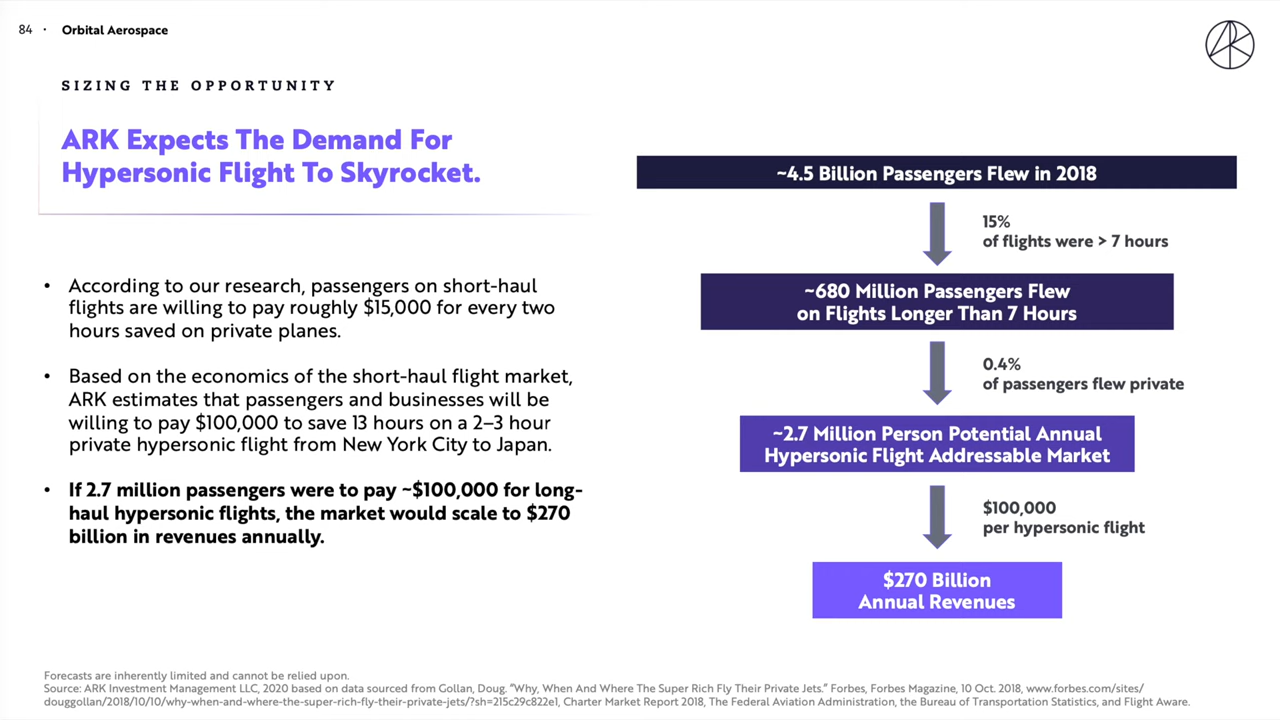 84 • Orbital Aerospace
SIZING THE OPPORTUNITY
ARK Expects The Demand For
Hypersonic Flight To Skyrocket.
• According to our research, passengers on short-haul
flights are willing to pay roughly $15,000 for every two
hours saved on private planes.
• Based on the economics of the short-haul flight market,
ARK estimates that passengers and businesses will be
willing to pay $100,000 to save 13 hours on a 2–3 hour
private hypersonic flight from New York City to Japan.
• If 2.7 million passengers were to pay ~$100,000 for long-
haul hypersonic flights, the market would scale to $270
billion in revenues annually.
~4.5 Billion Passengers Flew in 2018
15%
of flights were > 7 hours
~680 Million Passengers Flew
on Flights Longer Than 7 Hours
0.4%
of passengers flew private
~2.7 Million Person Potential Annual
Hypersonic Flight Addressable Market
$100,000
per hypersonic flight
$270 Billion
Annual Revenues
Forecasts are inherently limited and cannot be relied upon.
Source: ARK Investment Management LLC, 2020 based on data sourced from Gollan, Doug. “Why, When And Where The Super Rich Fly Their Private Jets.” Forbes, Forbes Magazine, 10 Oct. 2018, www.forbes.com/sites/
douggollan/2018/10/10/why-when-and-where-the-super-rich-fly-their-private-jets/?sh=215c29c822e1, Charter Market Report 2018, The Federal Aviation Administration, the Bureau of Transportation Statistics, and Flight Aware.